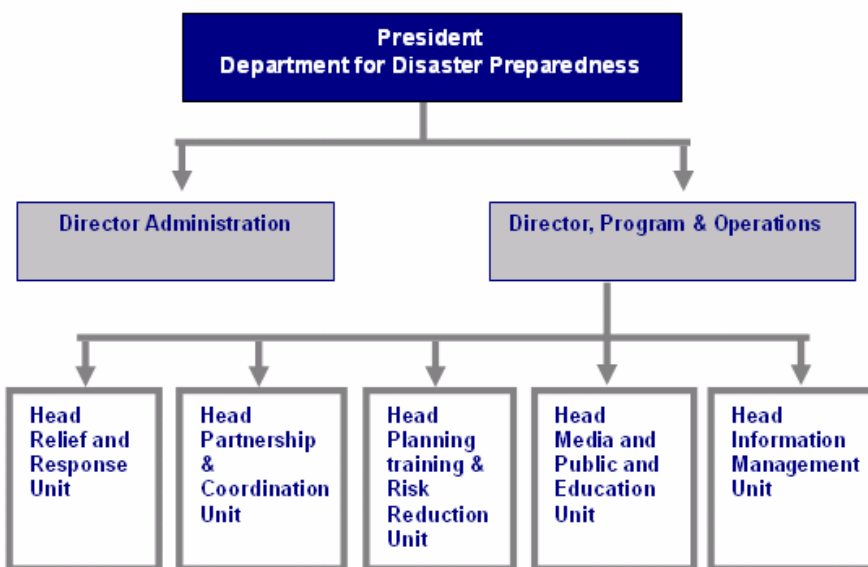 President
Department for Disaster Preparedness
Director Administration
Director, Program & Operations
Head
Relief and
Response
Unit
Head
Partnership
&
Coordination
Unit
Head
Planning
training &
Risk
Reduction
Unit
Head
Media and
Public and
Education
Unit
Head
Information
Management
Unit